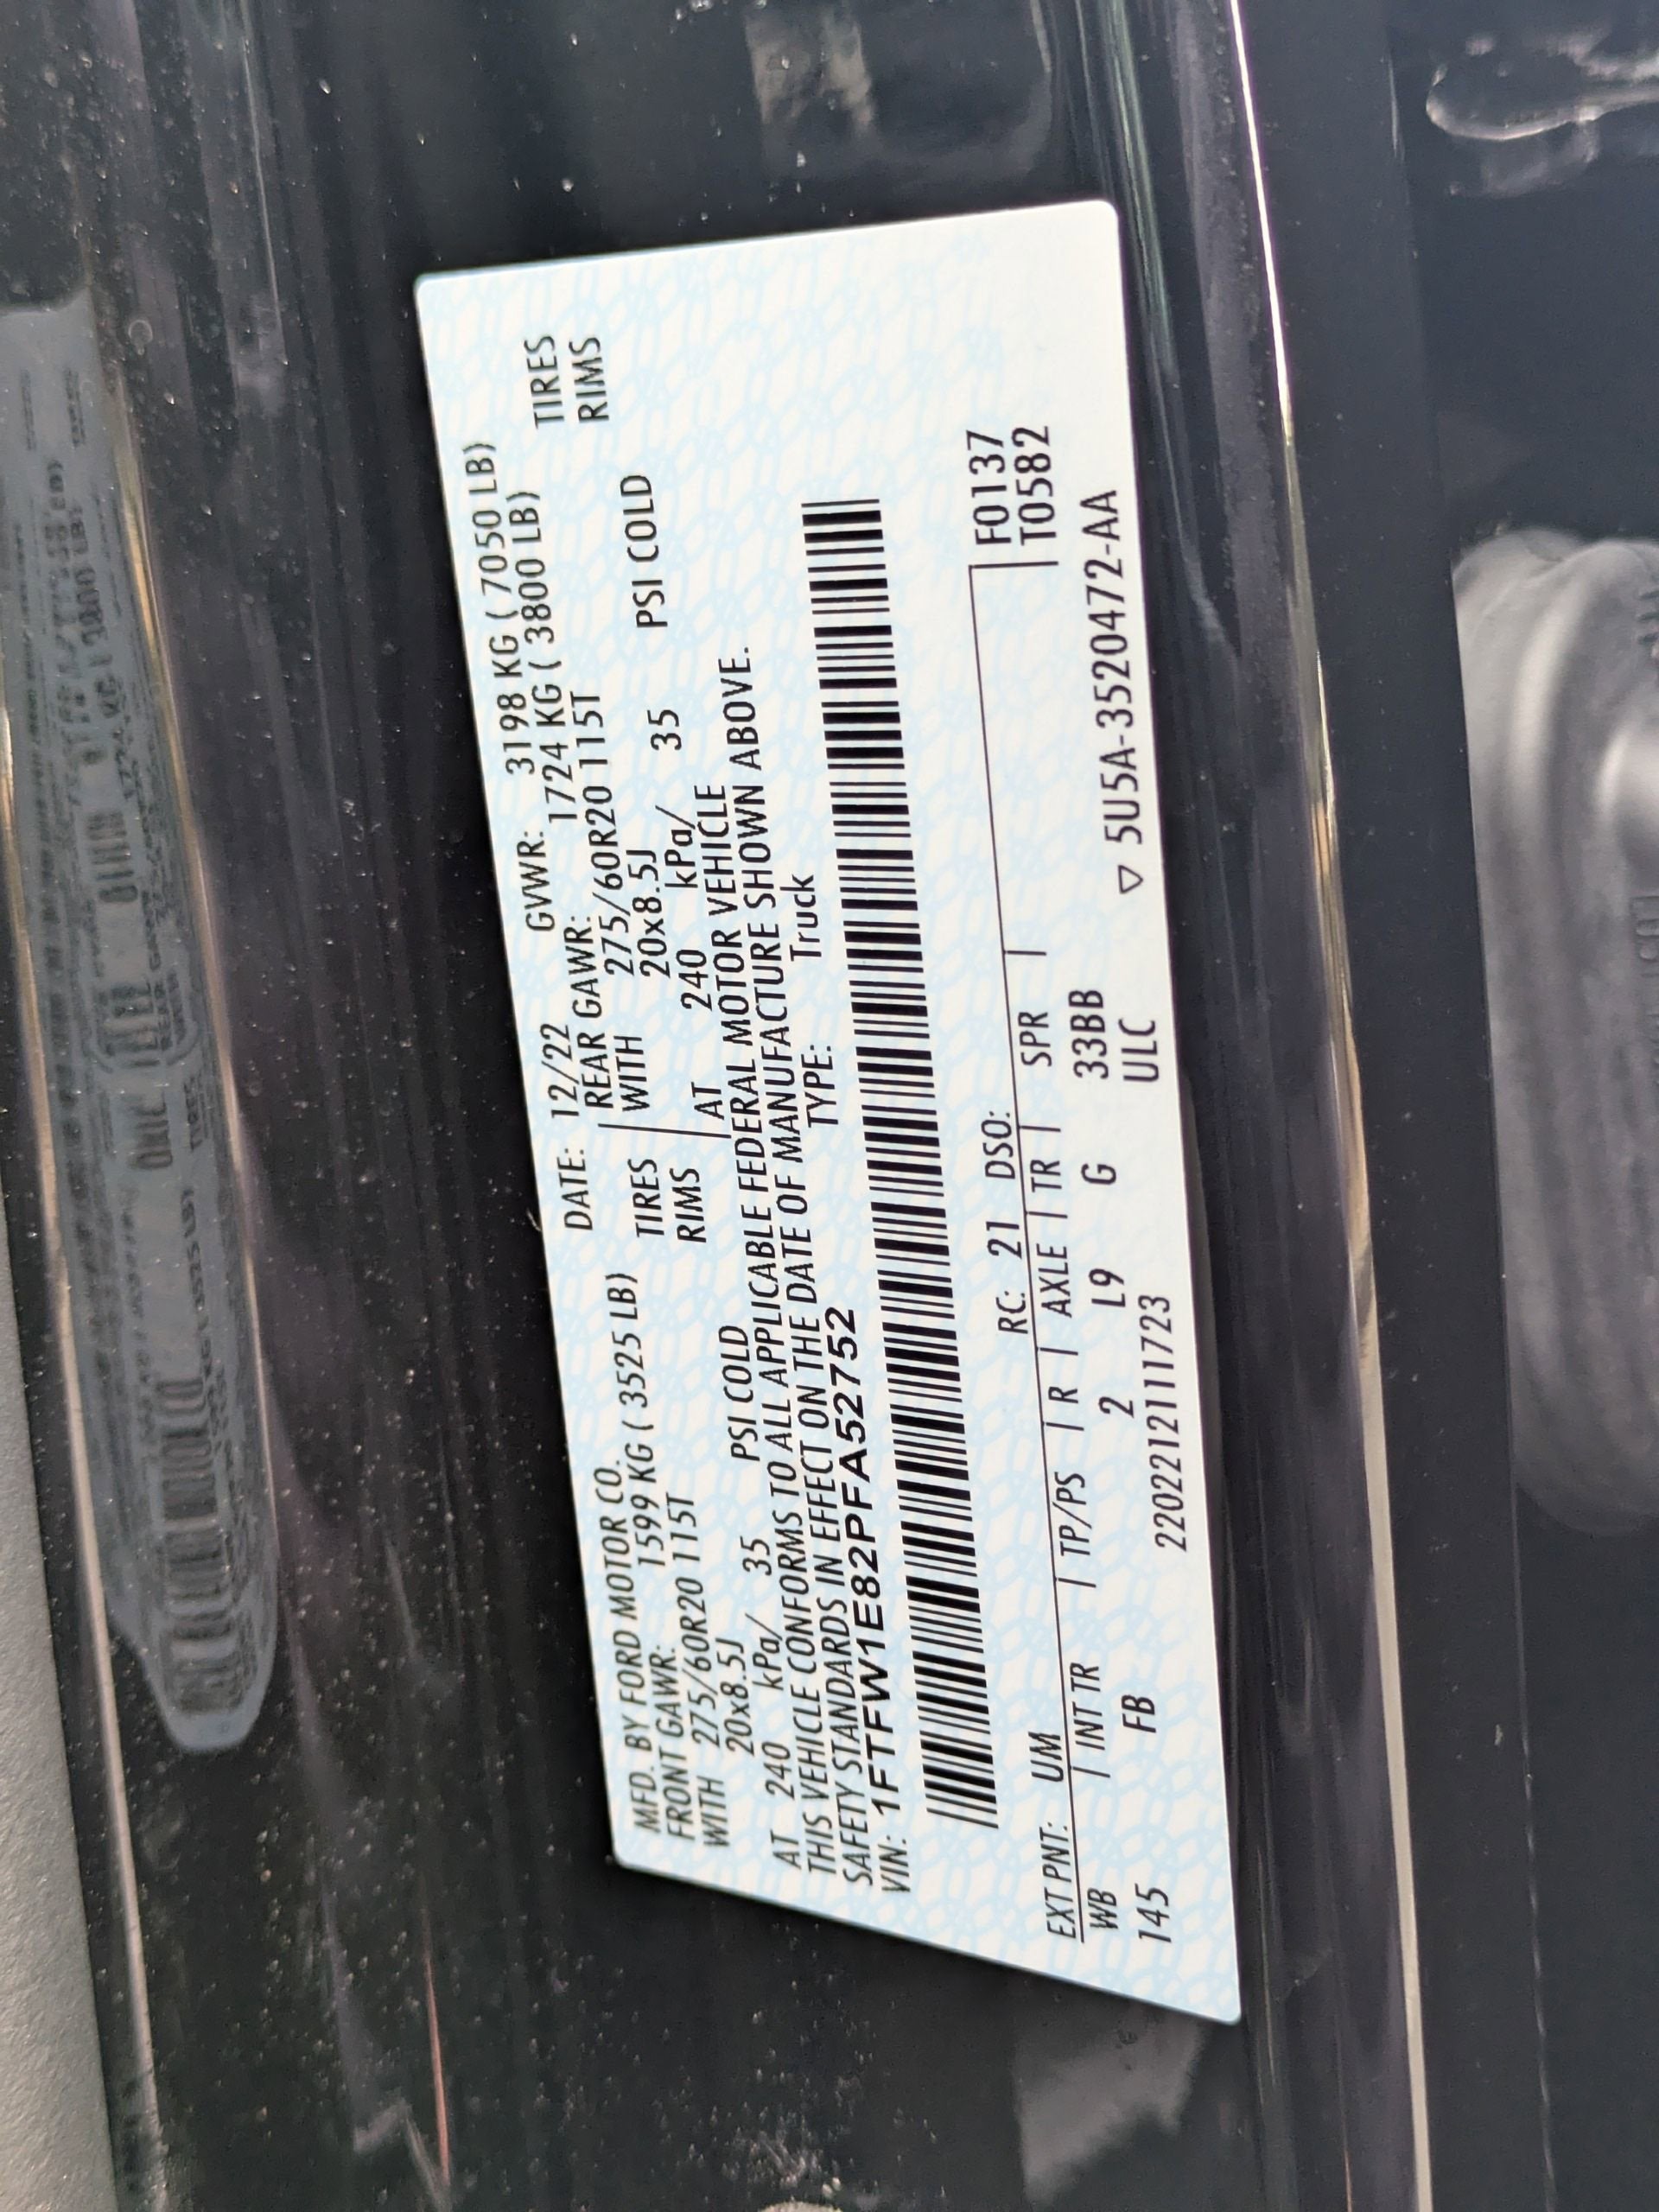 MFD. BY FORD MOTOR CO. DATE: 12/22 GVWR: 3198 KG ( 7050 LB)
FRONT GAWR: 1599 KG ( 3525 LB) REAR GAWR: 1724 KG ( 3800 LB)
WITH 275/60R20 115T TIRES WITH 275/60R20 115T TIRES
20x8.5J RIMS 20x8.5J RIMS
AT 240 kPa/ 35 PSI COLD AT 240 kPa/ 35 PSI COLD
THIS VEHICLE CONFORMS TO ALL APPLICABLE FEDERAL MOTOR VEHICLE
SAFETY STANDARDS IN EFFECT ON THE DATE OF MANUFACTURE SHOWN ABOVE.
VIN: 1FTFW1E82PFA52752 TYPE: Truck
EXT PNT: UM RC: 21 DSO: F0137
WB | INT TR | TP/PS | R | AXLE | TR | SPR | T0582
145 FB 2 L9 G 33BB
2202212111723 ULC ▽ 5U5A-3520472-AA